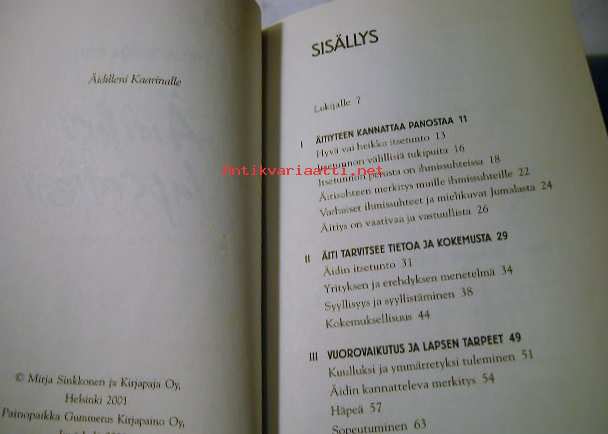 Äidilleni Kaarinalle
© Mirja Sinkkonen ja Kirjapaja Oy,
Helsinki 2001
Painopaikka Gummerus Kirjapaino Oy,
SISÄLLYS
Lukijalle 7
I ÄITIYTEEN KANNATTAA PANOSTAA 11
Hyvä vai heikko itsetunto 13
Itsetunnon välillisiä tukipuita 16
Antikvariaatti.net
Itsetunnon perusta on ihmissuhteissa 18
Äitisuhteen merkitys muille ihmissuhteille 22
Varhaiset ihmissuhteet ja mielikuvat Jumalasta 24
Äitiys on vaativaa ja vastuullista 26
II ÄITI TARVITSEE TIETOA JA KOKEMUSTA 29
Äidin itsetunto 31
Yrityksen ja erehdyksen menetelmä 34
Syyllisyys ja syyllistäminen 38
Kokemuksellisuus 44
III VUOROVAIKUTUS JA LAPSEN TARPEET 49
Kuulluksi ja ymmärretyksi tuleminen 51
Äidin kannatteleva merkitys 54
Häpeä 57
Sopeutuminen 63